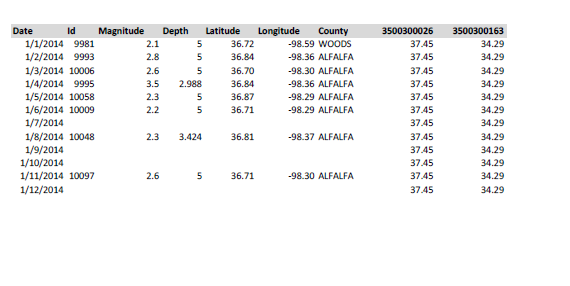 Date Id Magnitude Depth Latitude Longitude County 3500300026 3500300163
1/1/2014 9981 2.1 5 36.72 -98.59 WOODS 37.45 34.29
1/2/2014 9993 2.8 5 36.84 -98.36 ALFALFA 37.45 34.29
1/3/2014 10006 2.6 5 36.70 -98.30 ALFALFA 37.45 34.29
1/4/2014 9995 3.5 2.988 36.84 -98.36 ALFALFA 37.45 34.29
1/5/2014 10058 2.3 5 36.87 -98.29 ALFALFA 37.45 34.29
1/6/2014 10009 2.2 5 36.71 -98.29 ALFALFA 37.45 34.29
1/7/2014 37.45 34.29
1/8/2014 10048 2.3 3.424 36.81 -98.37 ALFALFA 37.45 34.29
1/9/2014 37.45 34.29
1/10/2014 37.45 34.29
1/11/2014 10097 2.6 5 36.71 -98.30 ALFALFA 37.45 34.29
1/12/2014 37.45 34.29